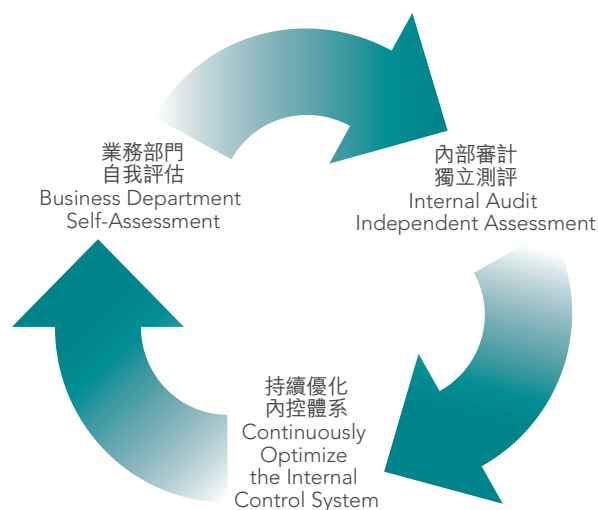 業務部門
自我評估
Business Department
Self-Assessment
內部審計
獨立測評
Internal Audit
Independent Assessment
持續優化
內控體系
Continuously
Optimize
the Internal
Control System